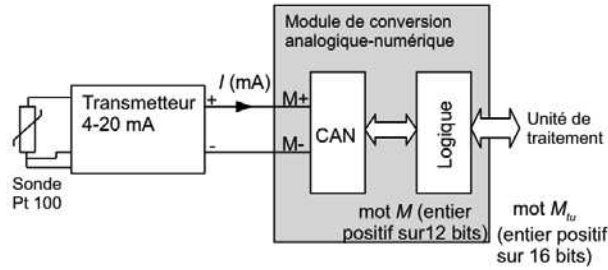 Module de conversion
analogique-numérique
I (mA)
Transmetteur
4-20 mA
+
-
M+
M-
CAN
Logique
Unité de
traitement
Sonde
Pt 100
mot M (entier
positif sur12 bits)
mot Mtu
(entier positif
sur 16 bits)